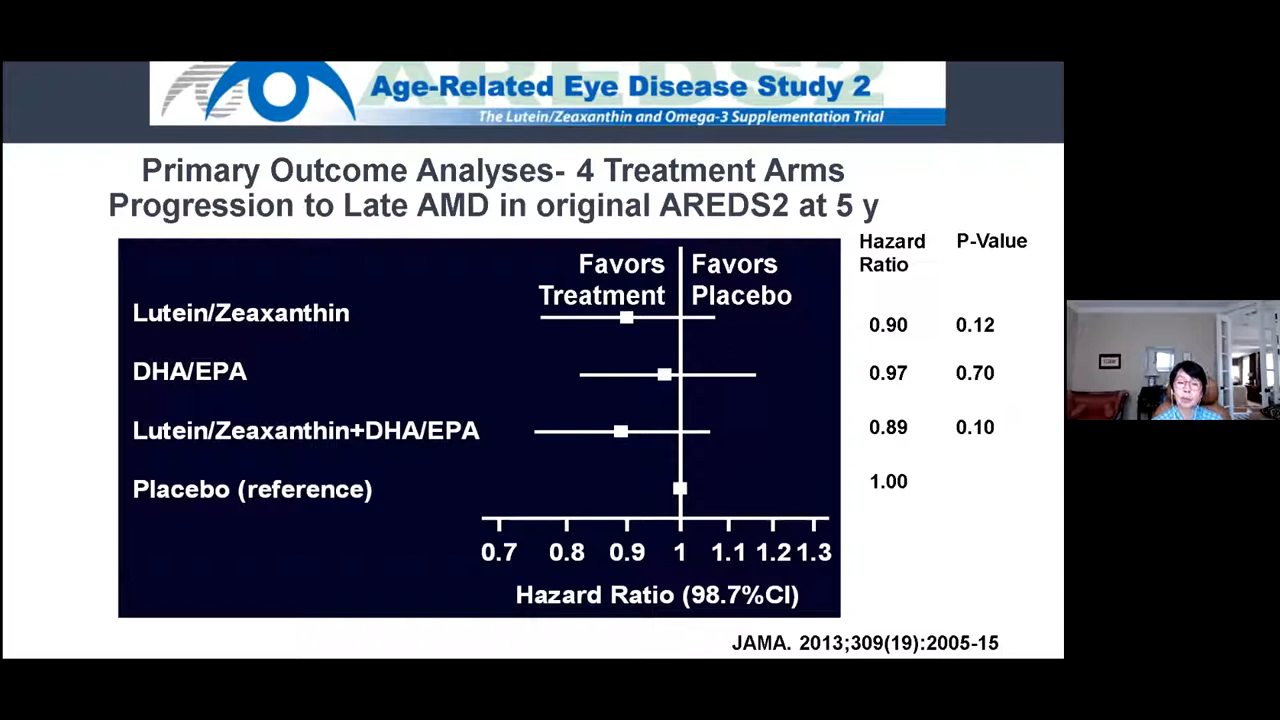 AREDS2
Age-Related Eye Disease Study 2
The Lutein/Zeaxanthin and Omega-3 Supplementation Trial
Primary Outcome Analyses- 4 Treatment Arms
Progression to Late AMD in original AREDS2 at 5 y
Hazard Ratio P-Value
Favors Treatment Favors Placebo
Lutein/Zeaxanthin 0.90 0.12
DHA/EPA 0.97 0.70
Lutein/Zeaxanthin+DHA/EPA 0.89 0.10
Placebo (reference) 1.00
0.7 0.8 0.9 1 1.1 1.2 1.3
Hazard Ratio (98.7%CI)
JAMA. 2013;309(19):2005-15